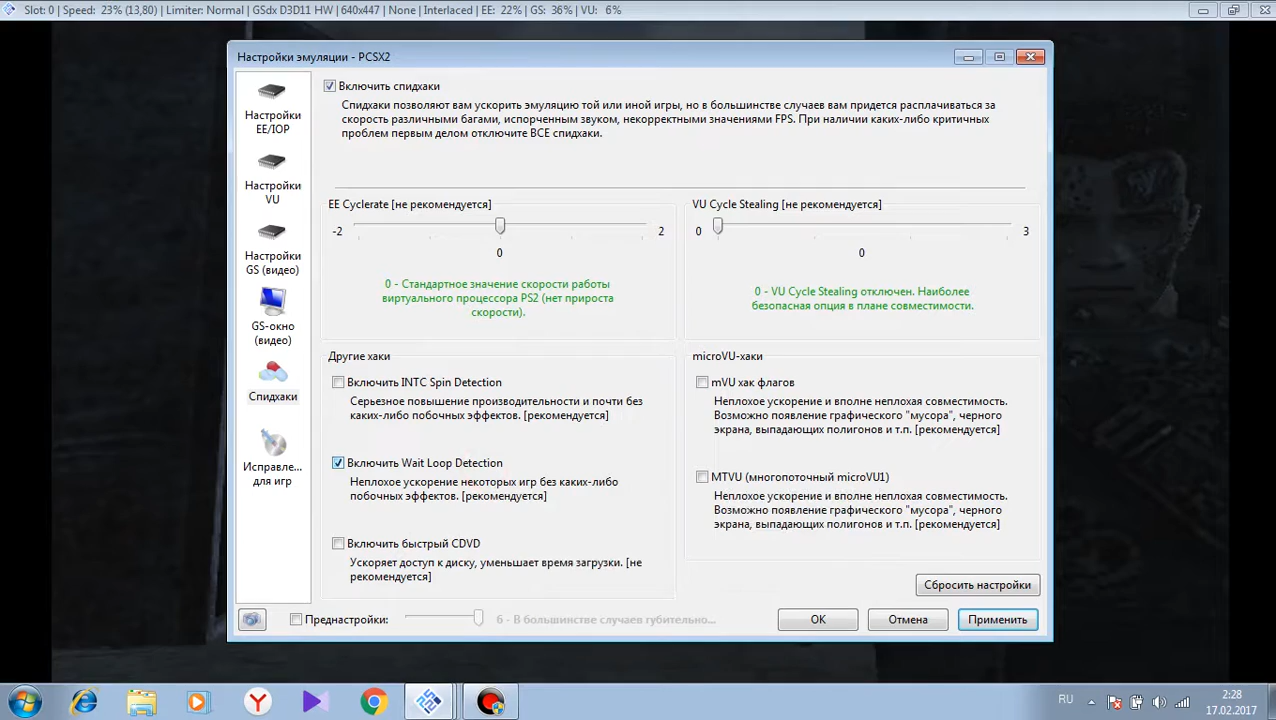 Slot: 0 | Speed: 23% (13,80) | Limiter: Normal | GSdx D3D11 HW | 640x447 | None | Interlaced | EE: 22% | GS: 36% | VU: 6%
Настройки эмуляции - PCSX2
Настройки
EE/IOP
Настройки
VU
Настройки
GS (видео)
GS-окно
(видео)
Спидхаки
Исправле...
для игр
Включить спидхаки
Спидхаки позволяют вам ускорить эмуляцию той или иной игры, но в большинстве случаев вам придется расплачиваться за
скорость различными багами, испорченным звуком, некорректными значениями FPS. При наличии каких-либо критичных
проблем первым делом отключите ВСЕ спидхаки.
EE Cyclerate [не рекомендуется]
-2
2
0
0 - Стандартное значение скорости работы
виртуального процессора PS2 (нет прироста
скорости).
VU Cycle Stealing [не рекомендуется]
0
3
0
0 - VU Cycle Stealing отключен. Наиболее
безопасная опция в плане совместимости.
Другие хаки
Включить INTC Spin Detection
Серьезное повышение производительности и почти без
каких-либо побочных эффектов. [рекомендуется]
Включить Wait Loop Detection
Неплохое ускорение некоторых игр без каких-либо
побочных эффектов. [рекомендуется]
Включить быстрый CDVD
Ускоряет доступ к диску, уменьшает время загрузки. [не
рекомендуется]
microVU-хаки
mVU хак флагов
Неплохое ускорение и вполне неплохая совместимость.
Возможно появление графического "мусора", черного
экрана, выпадающих полигонов и т.п. [рекомендуется]
MTVU (многопоточный microVU1)
Неплохое ускорение и вполне неплохая совместимость.
Возможно появление графического "мусора", черного
экрана, выпадающих полигонов и т.п. [рекомендуется]
Сбросить настройки
Преднастройки:
6 - В большинстве случаев губительно...
OK
Отмена
Применить
RU
2:28
17.02.2017